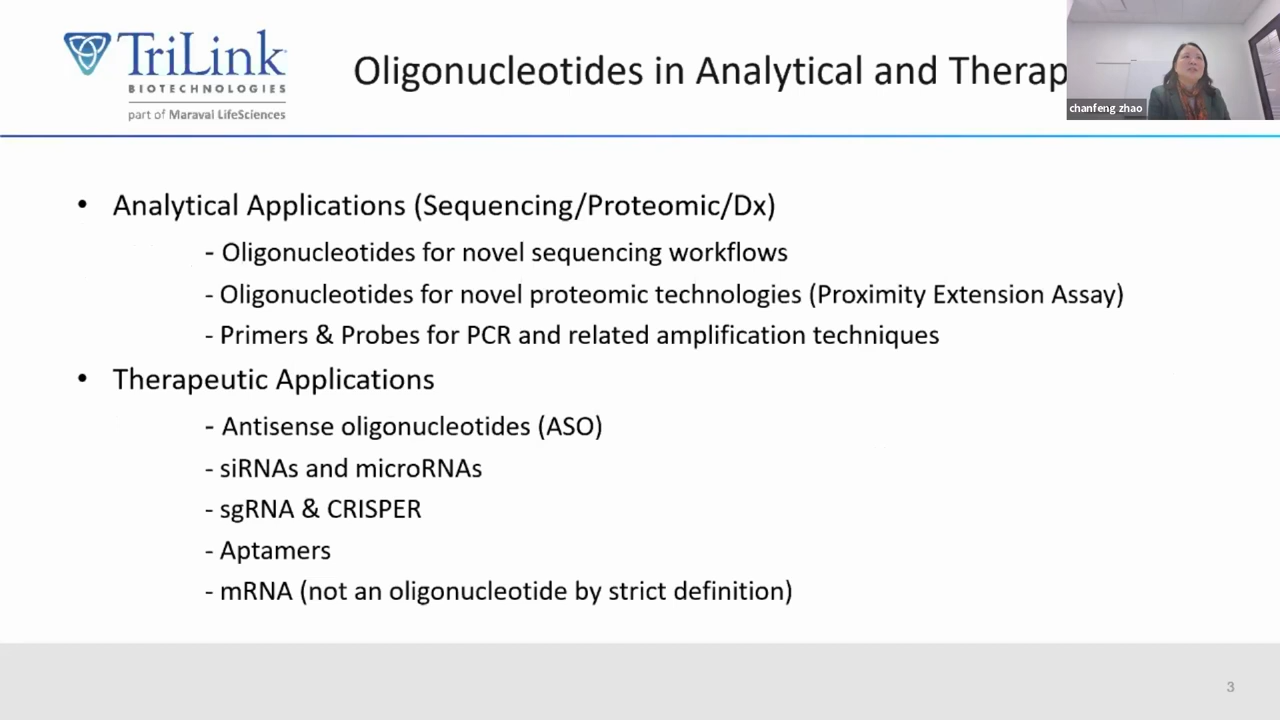 TriLink
BIOTECHNOLOGIES
part of Maravai LifeSciences
Oligonucleotides in Analytical and Therap
chanfeng zhao
• Analytical Applications (Sequencing/Proteomic/Dx)
- Oligonucleotides for novel sequencing workflows
- Oligonucleotides for novel proteomic technologies (Proximity Extension Assay)
- Primers & Probes for PCR and related amplification techniques
• Therapeutic Applications
- Antisense oligonucleotides (ASO)
- siRNAs and microRNAs
- sgRNA & CRISPER
- Aptamers
- mRNA (not an oligonucleotide by strict definition)
3